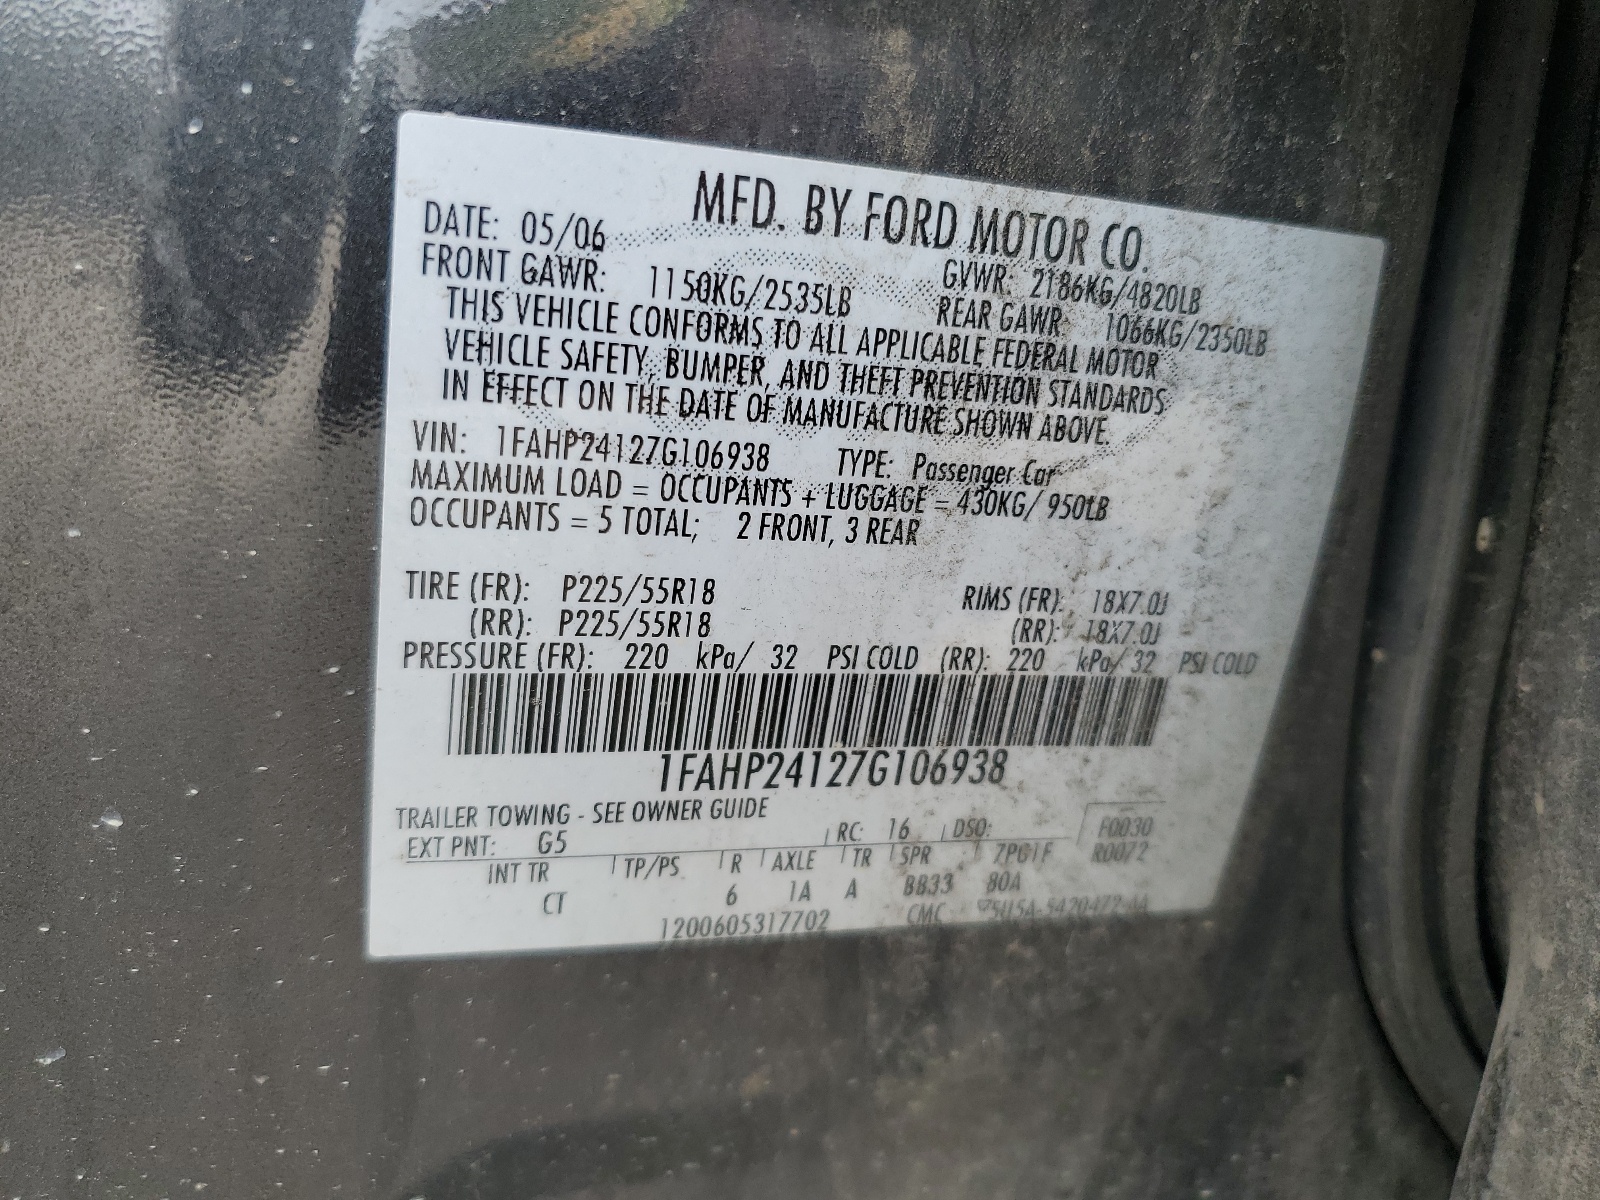 MFD. BY FORD MOTOR CO.
DATE: 05/06 GVWR: 2186KG/4820LB
FRONT GAWR: 1150KG/2535LB REAR GAWR: 1066KG/2350LB
THIS VEHICLE CONFORMS TO ALL APPLICABLE FEDERAL MOTOR
VEHICLE SAFETY, BUMPER, AND THEFT PREVENTION STANDARDS
IN EFFECT ON THE DATE OF MANUFACTURE SHOWN ABOVE.
VIN: 1FAHP24127G106938 TYPE: Passenger Car
MAXIMUM LOAD = OCCUPANTS + LUGGAGE = 430KG/ 950LB
OCCUPANTS = 5 TOTAL; 2 FRONT, 3 REAR
TIRE (FR): P225/55R18 RIMS (FR): 18X7.0J
(RR): P225/55R18 (RR): 18X7.0J
PRESSURE (FR): 220 kPa/ 32 PSI COLD (RR): 220 kPa/ 32 PSI COLD
1FAHP24127G106938
TRAILER TOWING - SEE OWNER GUIDE
EXT PNT: G5 RC: 16 DSO: F0030
INT TR TP/PS R AXLE TR SPR 7PG1F R0072
CT 6 1A A BB33 80A
1200605317702 CMC